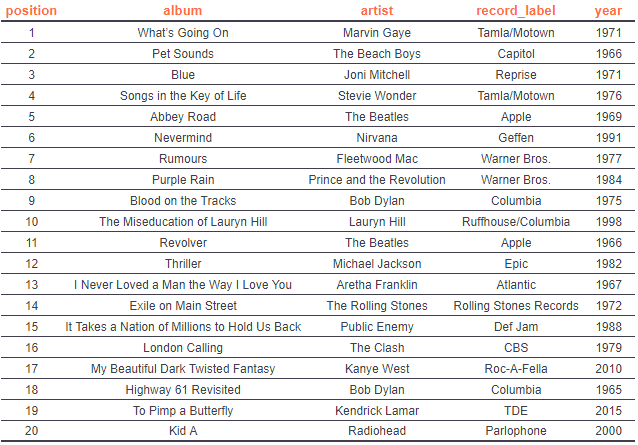 position album artist record_label year
1 What's Going On Marvin Gaye Tamla/Motown 1971
2 Pet Sounds The Beach Boys Capitol 1966
3 Blue Joni Mitchell Reprise 1971
4 Songs in the Key of Life Stevie Wonder Tamla/Motown 1976
5 Abbey Road The Beatles Apple 1969
6 Nevermind Nirvana Geffen 1991
7 Rumours Fleetwood Mac Warner Bros. 1977
8 Purple Rain Prince and the Revolution Warner Bros. 1984
9 Blood on the Tracks Bob Dylan Columbia 1975
10 The Miseducation of Lauryn Hill Lauryn Hill Ruffhouse/Columbia 1998
11 Revolver The Beatles Apple 1966
12 Thriller Michael Jackson Epic 1982
13 I Never Loved a Man the Way I Love You Aretha Franklin Atlantic 1967
14 Exile on Main Street The Rolling Stones Rolling Stones Records 1972
15 It Takes a Nation of Millions to Hold Us Back Public Enemy Def Jam 1988
16 London Calling The Clash CBS 1979
17 My Beautiful Dark Twisted Fantasy Kanye West Roc-A-Fella 2010
18 Highway 61 Revisited Bob Dylan Columbia 1965
19 To Pimp a Butterfly Kendrick Lamar TDE 2015
20 Kid A Radiohead Parlophone 2000